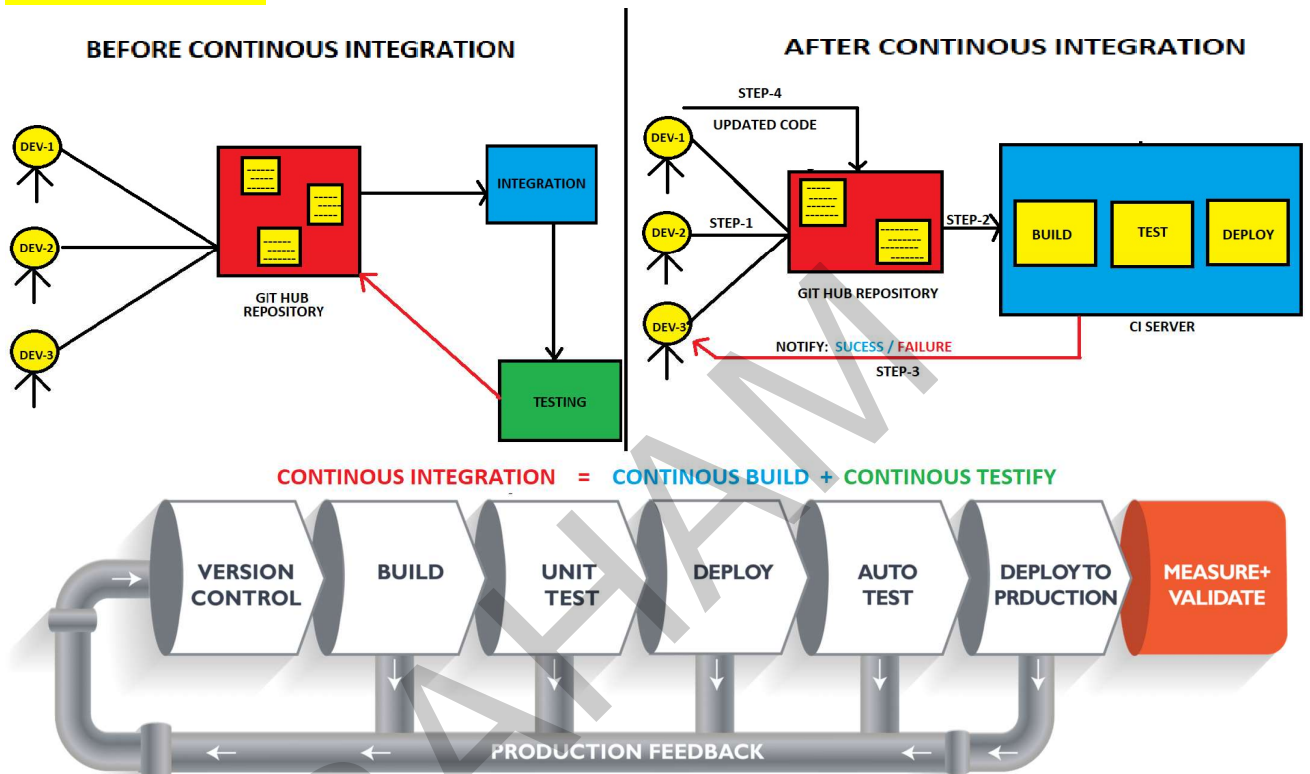 BEFORE CONTINOUS INTEGRATION
DEV-1
DEV-2
DEV-3
GIT HUB
REPOSITORY
INTEGRATION
TESTING
AFTER CONTINOUS INTEGRATION
STEP-4
UPDATED CODE
DEV-1
DEV-2
STEP-1
DEV-3
GIT HUB REPOSITORY
STEP-2
BUILD
TEST
DEPLOY
CI SERVER
NOTIFY: SUCESS / FAILURE
STEP-3
CONTINOUS INTEGRATION = CONTINOUS BUILD + CONTINOUS TESTIFY
VERSION
CONTROL
BUILD
UNIT
TEST
DEPLOY
AUTO
TEST
DEPLOY TO
PRDUCTION
MEASURE+
VALIDATE
PRODUCTION FEEDBACK
AHAM